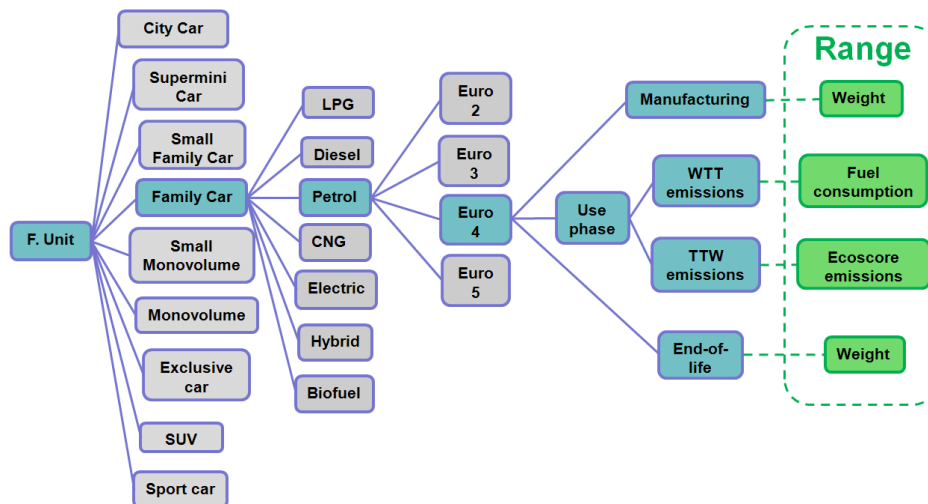 City Car
Supermini
Car
Small
Family Car
Family Car
F. Unit
Small
Monovolume
Monovolume
Exclusive
car
SUV
Sport car
LPG
Diesel
Petrol
CNG
Electric
Hybrid
Biofuel
Euro
2
Euro
3
Euro
4
Euro
5
Manufacturing
Use
phase
WTT
emissions
TTW
emissions
End-of-
life
Range
Weight
Fuel
consumption
Ecoscore
emissions
Weight